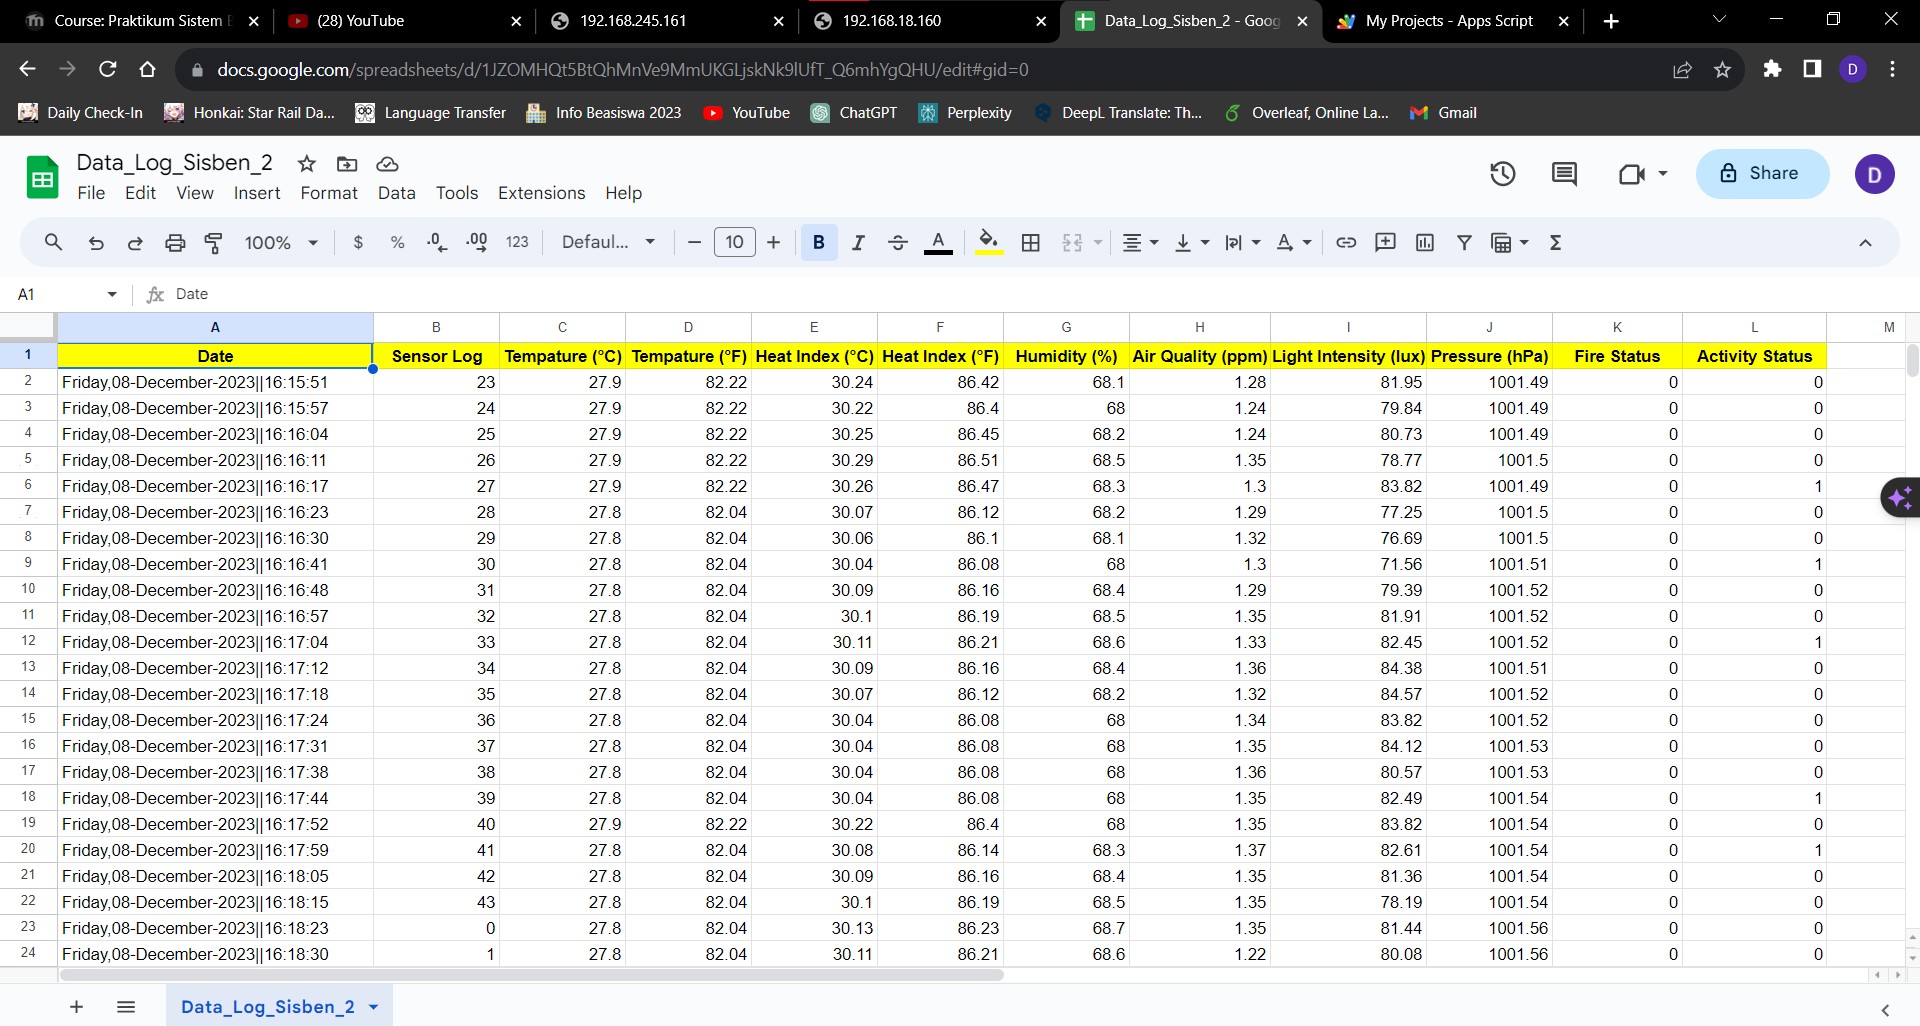 Course: Praktikum Sistem
(28) YouTube
192.168.245.161
192.168.18.160
Data_Log_Sisben_2 - Goog
My Projects - Apps Script
docs.google.com/spreadsheets/d/1JZOMHQt5BtQhMnVe9MmUKGLjskNk9lUfT_Q6mhYgQHU/edit#gid=0
D
Daily Check-In
Honkai: Star Rail Da...
Language Transfer
Info Beasiswa 2023
YouTube
ChatGPT
Perplexity
DeepL Translate: Th...
Overleaf, Online La...
Gmail
Data_Log_Sisben_2
File Edit View Insert Format Data Tools Extensions Help
Share
D
100% $ % .0 .00 123 Defaul... 10 B I A
A1 fx Date
A B C D E F G H I J K L M
1 Date Sensor Log Tempature (°C) Tempature (°F) Heat Index (°C) Heat Index (°F) Humidity (%) Air Quality (ppm) Light Intensity (lux) Pressure (hPa) Fire Status Activity Status
2 Friday,08-December-2023||16:15:51 23 27.9 82.22 30.24 86.42 68.1 1.28 81.95 1001.49 0 0
3 Friday,08-December-2023||16:15:57 24 27.9 82.22 30.22 86.4 68 1.24 79.84 1001.49 0 0
4 Friday,08-December-2023||16:16:04 25 27.9 82.22 30.25 86.45 68.2 1.24 80.73 1001.49 0 0
5 Friday,08-December-2023||16:16:11 26 27.9 82.22 30.29 86.51 68.5 1.35 78.77 1001.5 0 0
6 Friday,08-December-2023||16:16:17 27 27.9 82.22 30.26 86.47 68.3 1.3 83.82 1001.49 0 1
7 Friday,08-December-2023||16:16:23 28 27.8 82.04 30.07 86.12 68.2 1.29 77.25 1001.5 0 0
8 Friday,08-December-2023||16:16:30 29 27.8 82.04 30.06 86.1 68.1 1.32 76.69 1001.5 0 0
9 Friday,08-December-2023||16:16:41 30 27.8 82.04 30.04 86.08 68 1.3 71.56 1001.51 0 1
10 Friday,08-December-2023||16:16:48 31 27.8 82.04 30.09 86.16 68.4 1.29 79.39 1001.52 0 0
11 Friday,08-December-2023||16:16:57 32 27.8 82.04 30.1 86.19 68.5 1.35 81.91 1001.52 0 0
12 Friday,08-December-2023||16:17:04 33 27.8 82.04 30.11 86.21 68.6 1.33 82.45 1001.52 0 1
13 Friday,08-December-2023||16:17:12 34 27.8 82.04 30.09 86.16 68.4 1.36 84.38 1001.51 0 0
14 Friday,08-December-2023||16:17:18 35 27.8 82.04 30.07 86.12 68.2 1.32 84.57 1001.52 0 0
15 Friday,08-December-2023||16:17:24 36 27.8 82.04 30.04 86.08 68 1.34 83.82 1001.52 0 0
16 Friday,08-December-2023||16:17:31 37 27.8 82.04 30.04 86.08 68 1.35 84.12 1001.53 0 0
17 Friday,08-December-2023||16:17:38 38 27.8 82.04 30.04 86.08 68 1.36 80.57 1001.53 0 0
18 Friday,08-December-2023||16:17:44 39 27.8 82.04 30.04 86.08 68 1.35 82.49 1001.54 0 1
19 Friday,08-December-2023||16:17:52 40 27.9 82.22 30.22 86.4 68 1.35 83.82 1001.54 0 0
20 Friday,08-December-2023||16:17:59 41 27.8 82.04 30.08 86.14 68.3 1.37 82.61 1001.54 0 1
21 Friday,08-December-2023||16:18:05 42 27.8 82.04 30.09 86.16 68.4 1.35 81.36 1001.54 0 0
22 Friday,08-December-2023||16:18:15 43 27.8 82.04 30.1 86.19 68.5 1.35 78.19 1001.54 0 0
23 Friday,08-December-2023||16:18:23 0 27.8 82.04 30.13 86.23 68.7 1.35 81.44 1001.56 0 0
24 Friday,08-December-2023||16:18:30 1 27.8 82.04 30.11 86.21 68.6 1.22 80.08 1001.56 0 0
Data_Log_Sisben_2